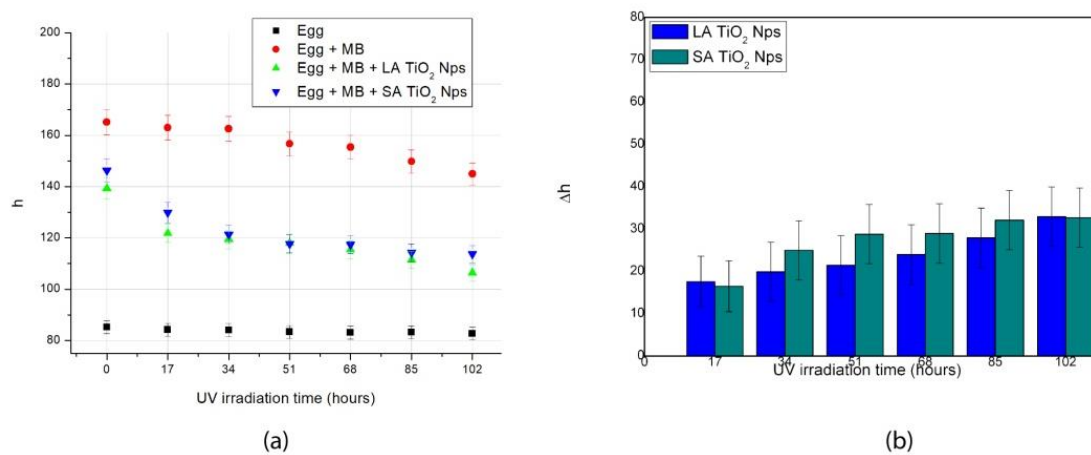 200
180
160
140
120
100
80
h
Egg
Egg + MB
Egg + MB + LA TiO₂ Nps
Egg + MB + SA TiO₂ Nps
0 17 34 51 68 85 102
UV irradiation time (hours)
(a)
80
70
60
50
40
30
20
10
0
Δh
LA TiO₂ Nps
SA TiO₂ Nps
0 17 34 51 68 85 102
UV irradiation time (hours)
(b)